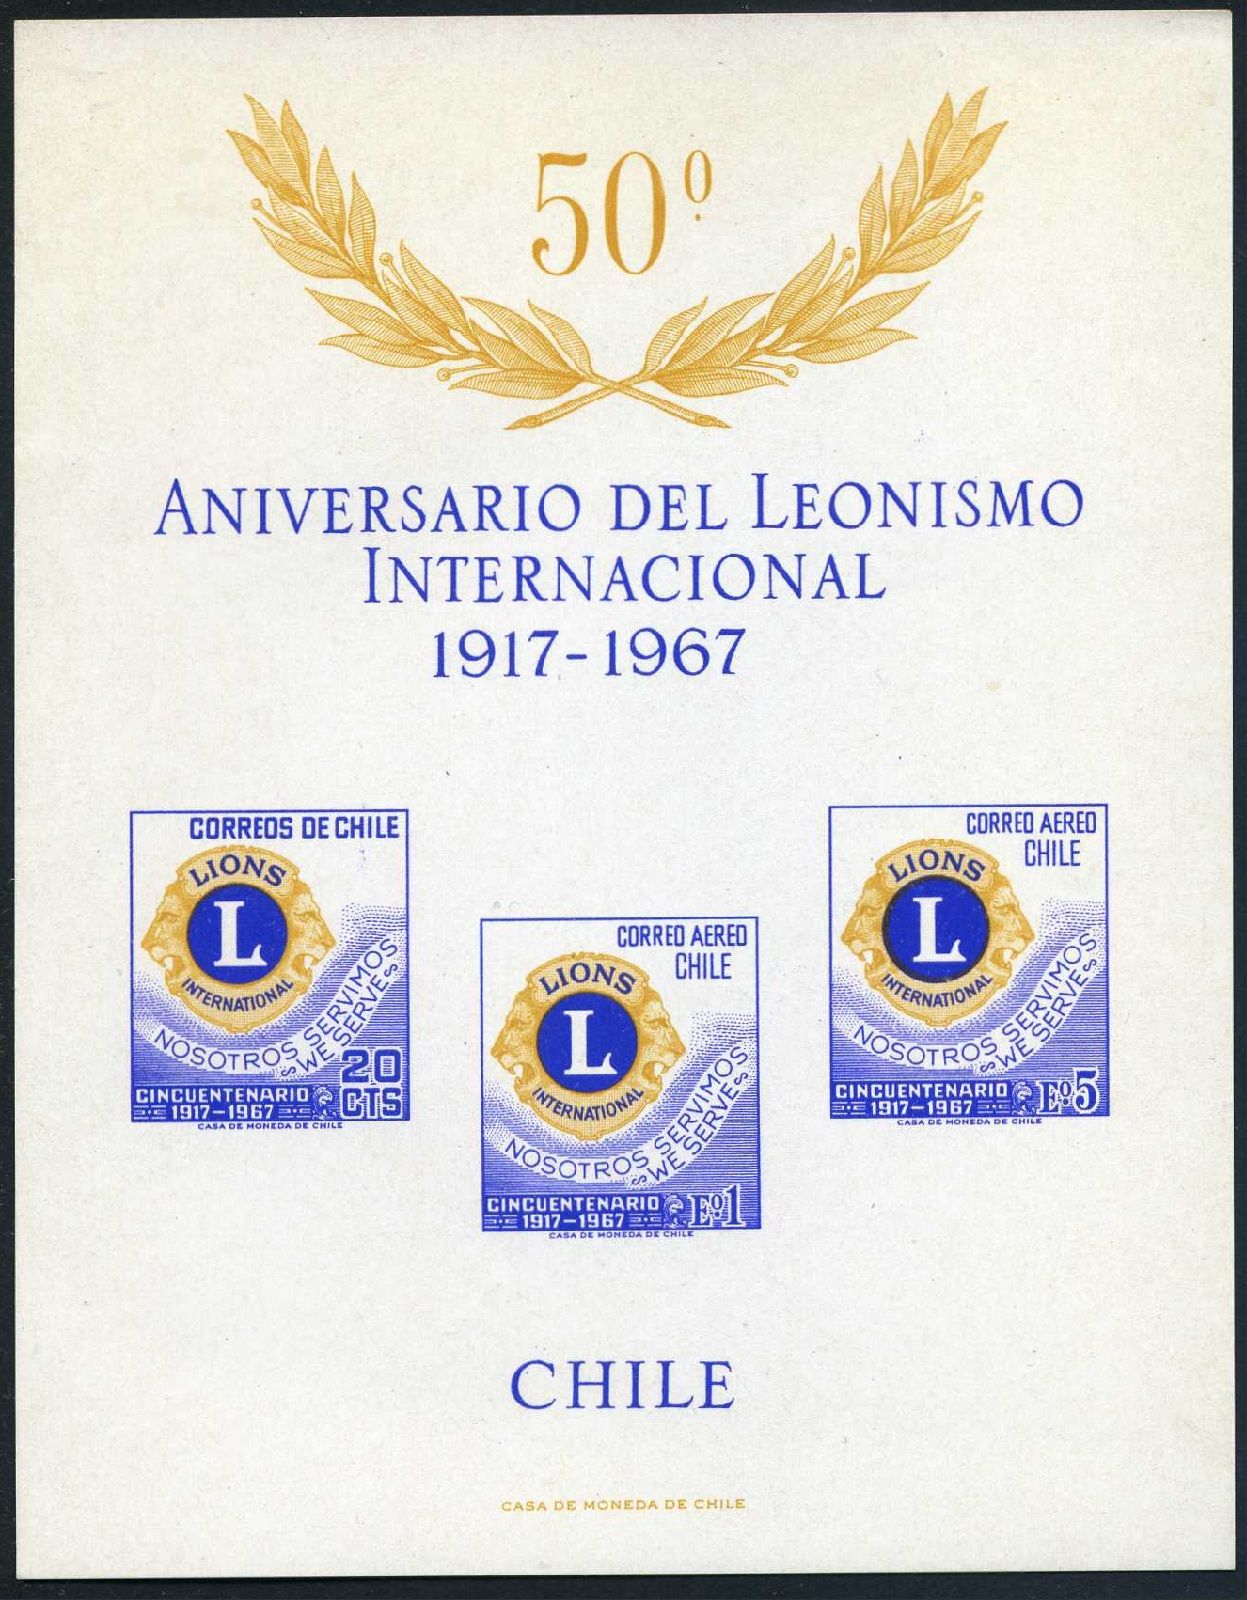 50º
ANIVERSARIO DEL LEONISMO
INTERNACIONAL
1917-1967
CORREOS DE CHILE
LIONS
L
INTERNATIONAL
NOSOTROS SERVIMOS
"WE SERVE"
20
CTS
CINCUENTENARIO
1917-1967
CASA DE MONEDA DE CHILE
CORREO AEREO
CHILE
LIONS
L
INTERNATIONAL
NOSOTROS SERVIMOS
"WE SERVE"
CINCUENTENARIO
1917-1967
Eº1
CASA DE MONEDA DE CHILE
CORREO AEREO
CHILE
LIONS
L
INTERNATIONAL
NOSOTROS SERVIMOS
"WE SERVE"
CINCUENTENARIO
1917-1967
Eº5
CASA DE MONEDA DE CHILE
CHILE
CASA DE MONEDA DE CHILE